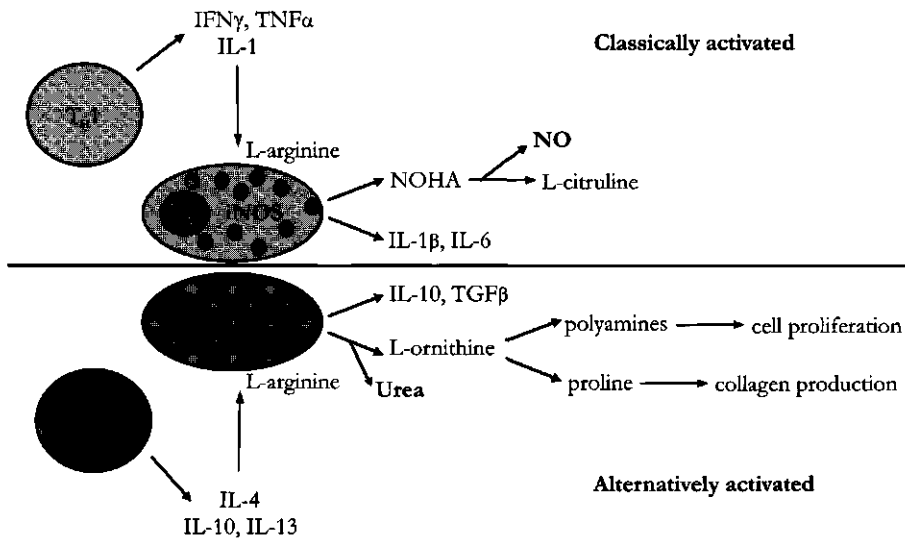 IFNγ, TNFα
IL-1
Classically activated
T_H1
L-arginine
NO
NOHA
L-citruline
iNOS
IL-1β, IL-6
IL-10, TGFβ
polyamines
cell proliferation
L-ornithine
L-arginine
Urea
proline
collagen production
IL-4
IL-10, IL-13
Alternatively activated